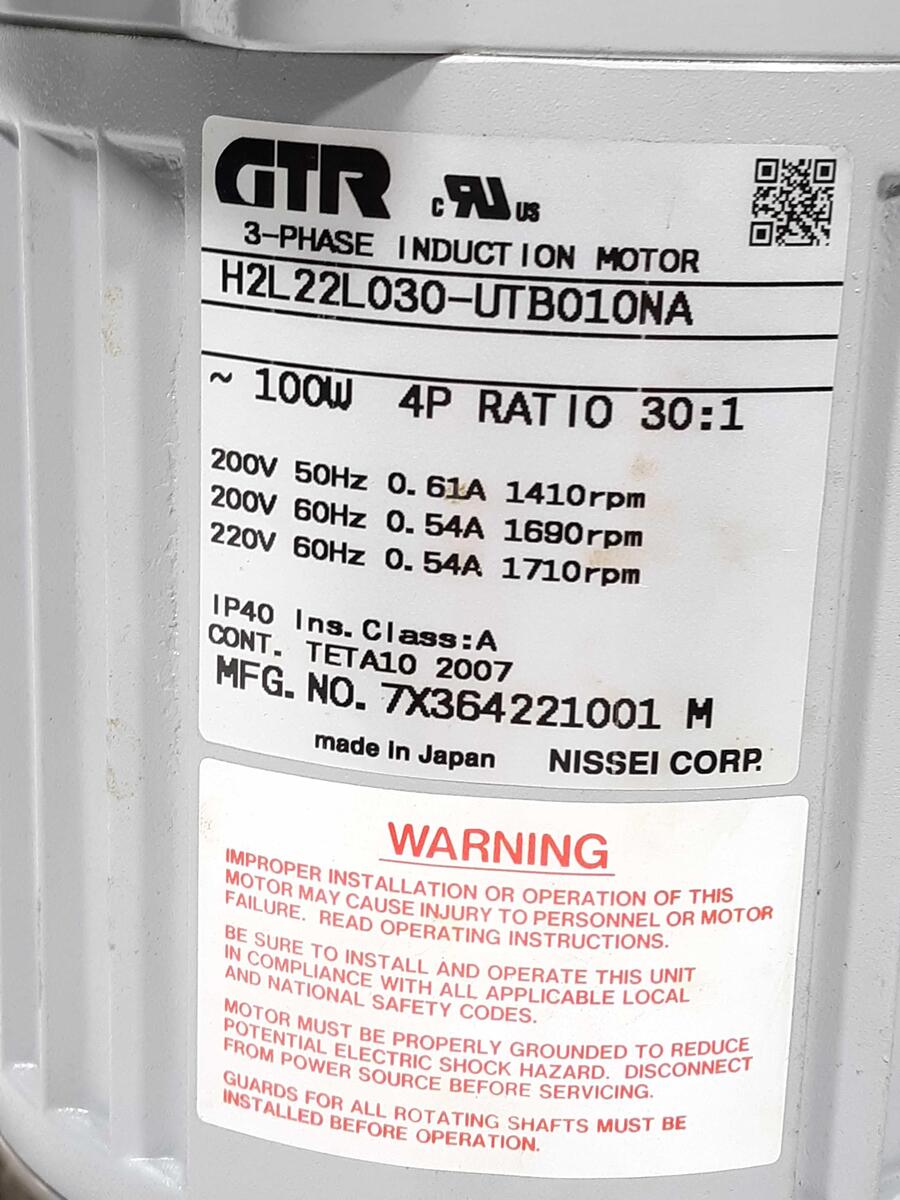 GTR
c RU US
3-PHASE INDUCTION MOTOR
H2L22L030-UTB010NA
~ 100W 4P RATIO 30:1
200V 50Hz 0.61A 1410rpm
200V 60Hz 0.54A 1690rpm
220V 60Hz 0.54A 1710rpm
IP40 Ins.Class:A
CONT. TETA10 2007
MFG. NO. 7X364221001 M
made in Japan NISSEI CORP.
WARNING
IMPROPER INSTALLATION OR OPERATION OF THIS
MOTOR MAY CAUSE INJURY TO PERSONNEL OR MOTOR
FAILURE. READ OPERATING INSTRUCTIONS.
BE SURE TO INSTALL AND OPERATE THIS UNIT
IN COMPLIANCE WITH ALL APPLICABLE LOCAL
AND NATIONAL SAFETY CODES.
MOTOR MUST BE PROPERLY GROUNDED TO REDUCE
POTENTIAL ELECTRIC SHOCK HAZARD. DISCONNECT
FROM POWER SOURCE BEFORE SERVICING.
GUARDS FOR ALL ROTATING SHAFTS MUST BE
INSTALLED BEFORE OPERATION.